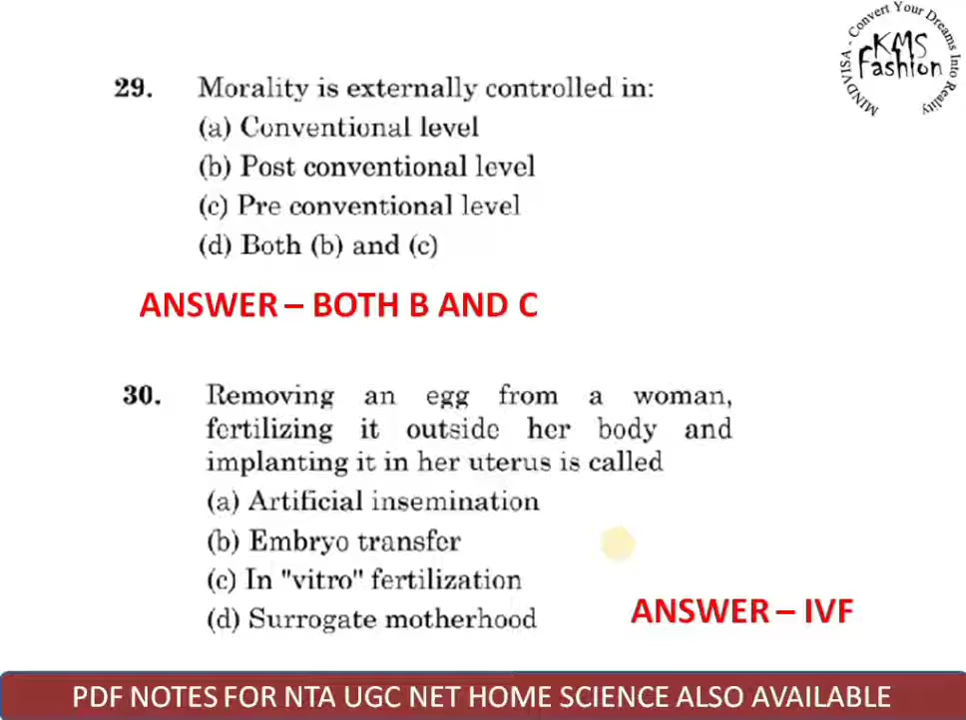 MINDVISA - Convert Your Dreams Into Reality
KMS
Fashion
29. Morality is externally controlled in:
(a) Conventional level
(b) Post conventional level
(c) Pre conventional level
(d) Both (b) and (c)
ANSWER – BOTH B AND C
30. Removing an egg from a woman,
fertilizing it outside her body and
implanting it in her uterus is called
(a) Artificial insemination
(b) Embryo transfer
(c) In "vitro" fertilization
(d) Surrogate motherhood
ANSWER – IVF
PDF NOTES FOR NTA UGC NET HOME SCIENCE ALSO AVAILABLE